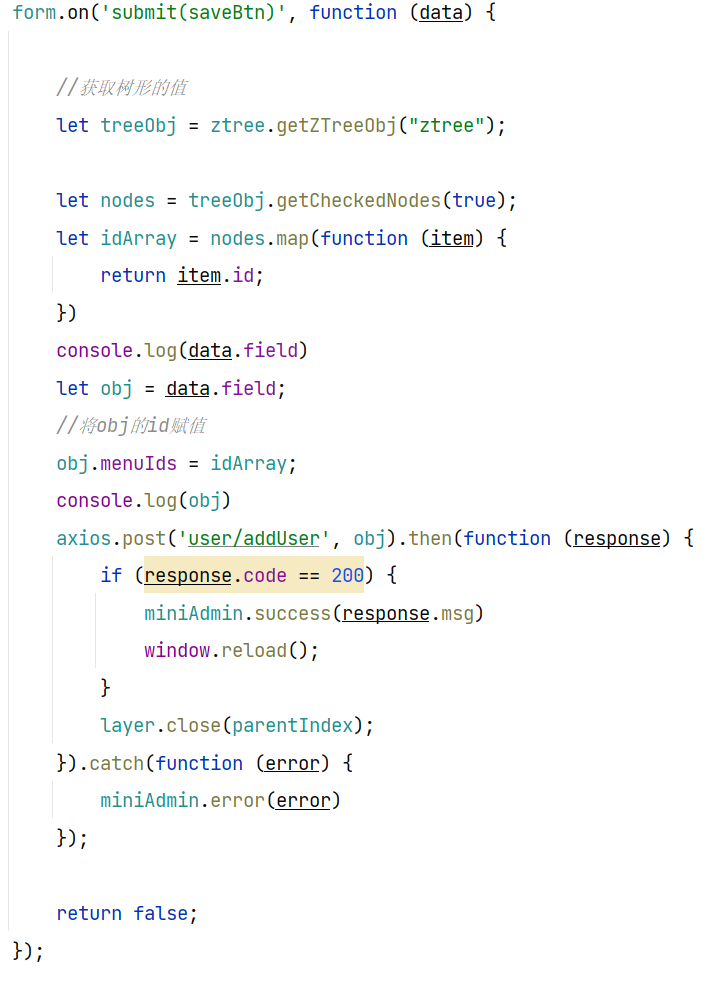 form.on('submit(saveBtn)', function (data) {
//获取树形的值
let treeObj = ztree.getZTreeObj("ztree");
let nodes = treeObj.getCheckedNodes(true);
let idArray = nodes.map(function (item) {
return item.id;
})
console.log(data.field)
let obj = data.field;
//将obj的id赋值
obj.menuIds = idArray;
console.log(obj)
axios.post('user/addUser', obj).then(function (response) {
if (response.code == 200) {
miniAdmin.success(response.msg)
window.reload();
}
layer.close(parentIndex);
}).catch(function (error) {
miniAdmin.error(error)
});
return false;
});